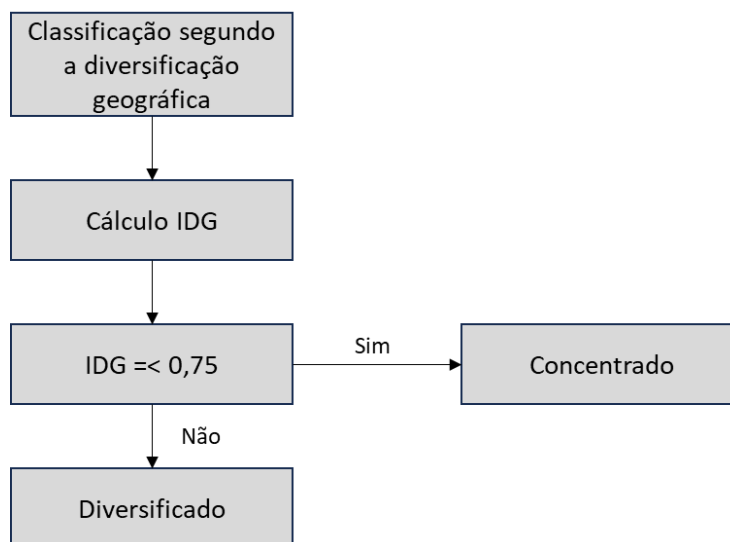 Classificação segundo
a diversificação
geográfica
Cálculo IDG
IDG =< 0,75
Sim
Concentrado
Não
Diversificado